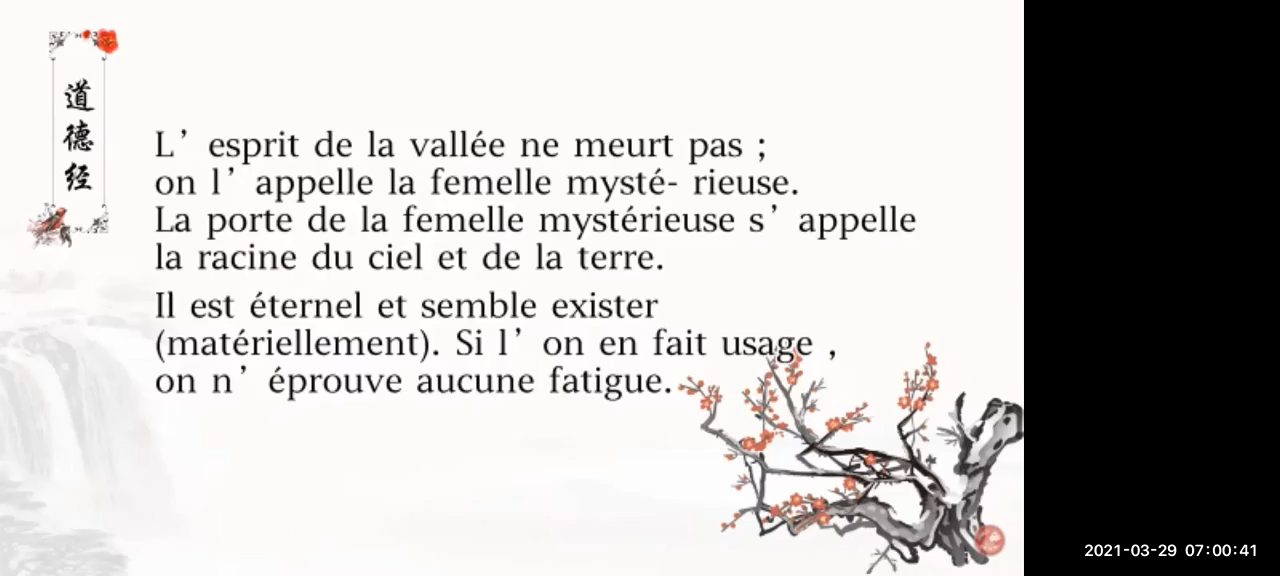 道
德
经
L’ esprit de la vallée ne meurt pas ;
on l’ appelle la femelle mysté- rieuse.
La porte de la femelle mystérieuse s’ appelle
la racine du ciel et de la terre.
Il est éternel et semble exister
(matériellement). Si l’ on en fait usage ,
on n’ éprouve aucune fatigue.
2021-03-29 07:00:41